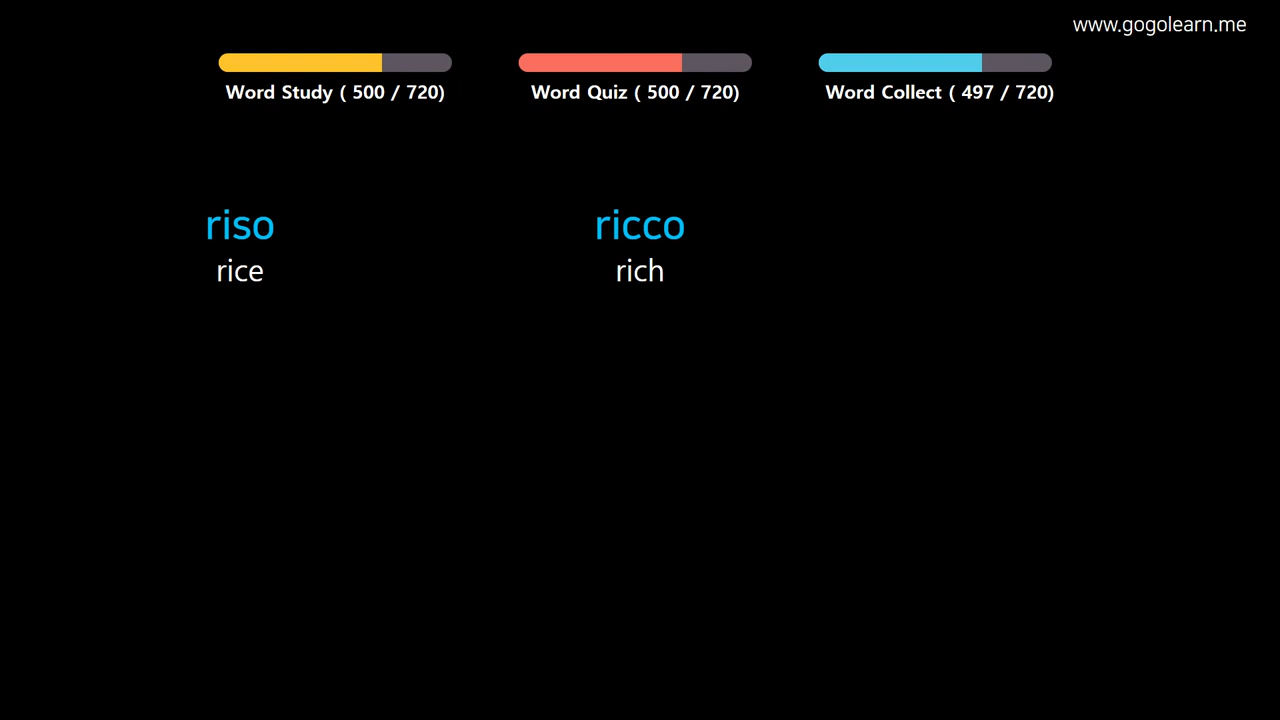 www.gogolearn.me
Word Study ( 500 / 720)
Word Quiz ( 500 / 720)
Word Collect ( 497 / 720)
riso
rice
ricco
rich